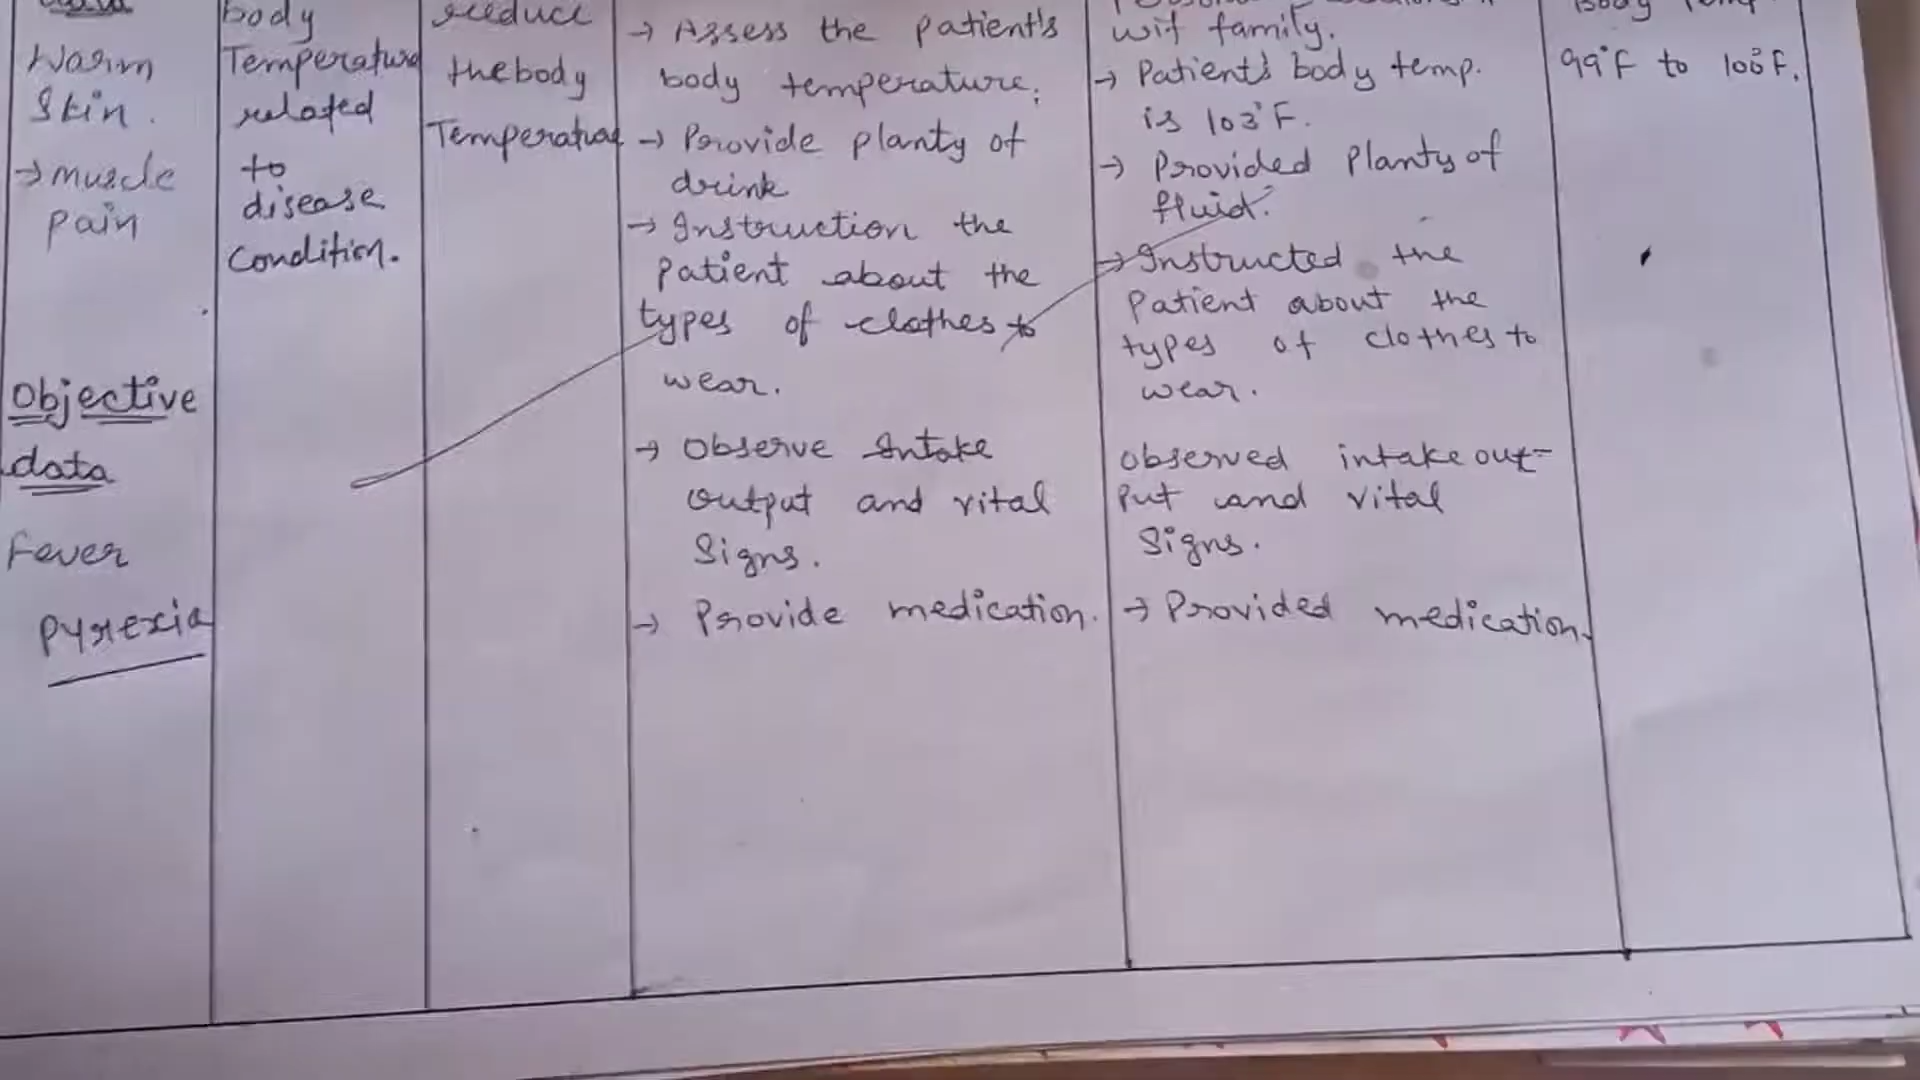 Warm
Skin.
→ muscle
pain
Objective
data
Fever
Pyrexia
body
Temperature
related
to
disease
condition.
reduce
the body
Temperature
→ Assess the patient's
body temperature.
→ Provide planty of
drink
→ Instruction the
patient about the
types of clothes to
wear.
→ Observe Intake
output and vital
Signs.
→ Provide medication.
wit family.
→ Patient's body temp.
is 103°F.
→ Provided planty of
fluid.
→ Instructed the
Patient about the
types of clothes to
wear.
observed intake out-
put and vital
Signs.
→ Provided medication.
Body Temp
99°F to 100°F.